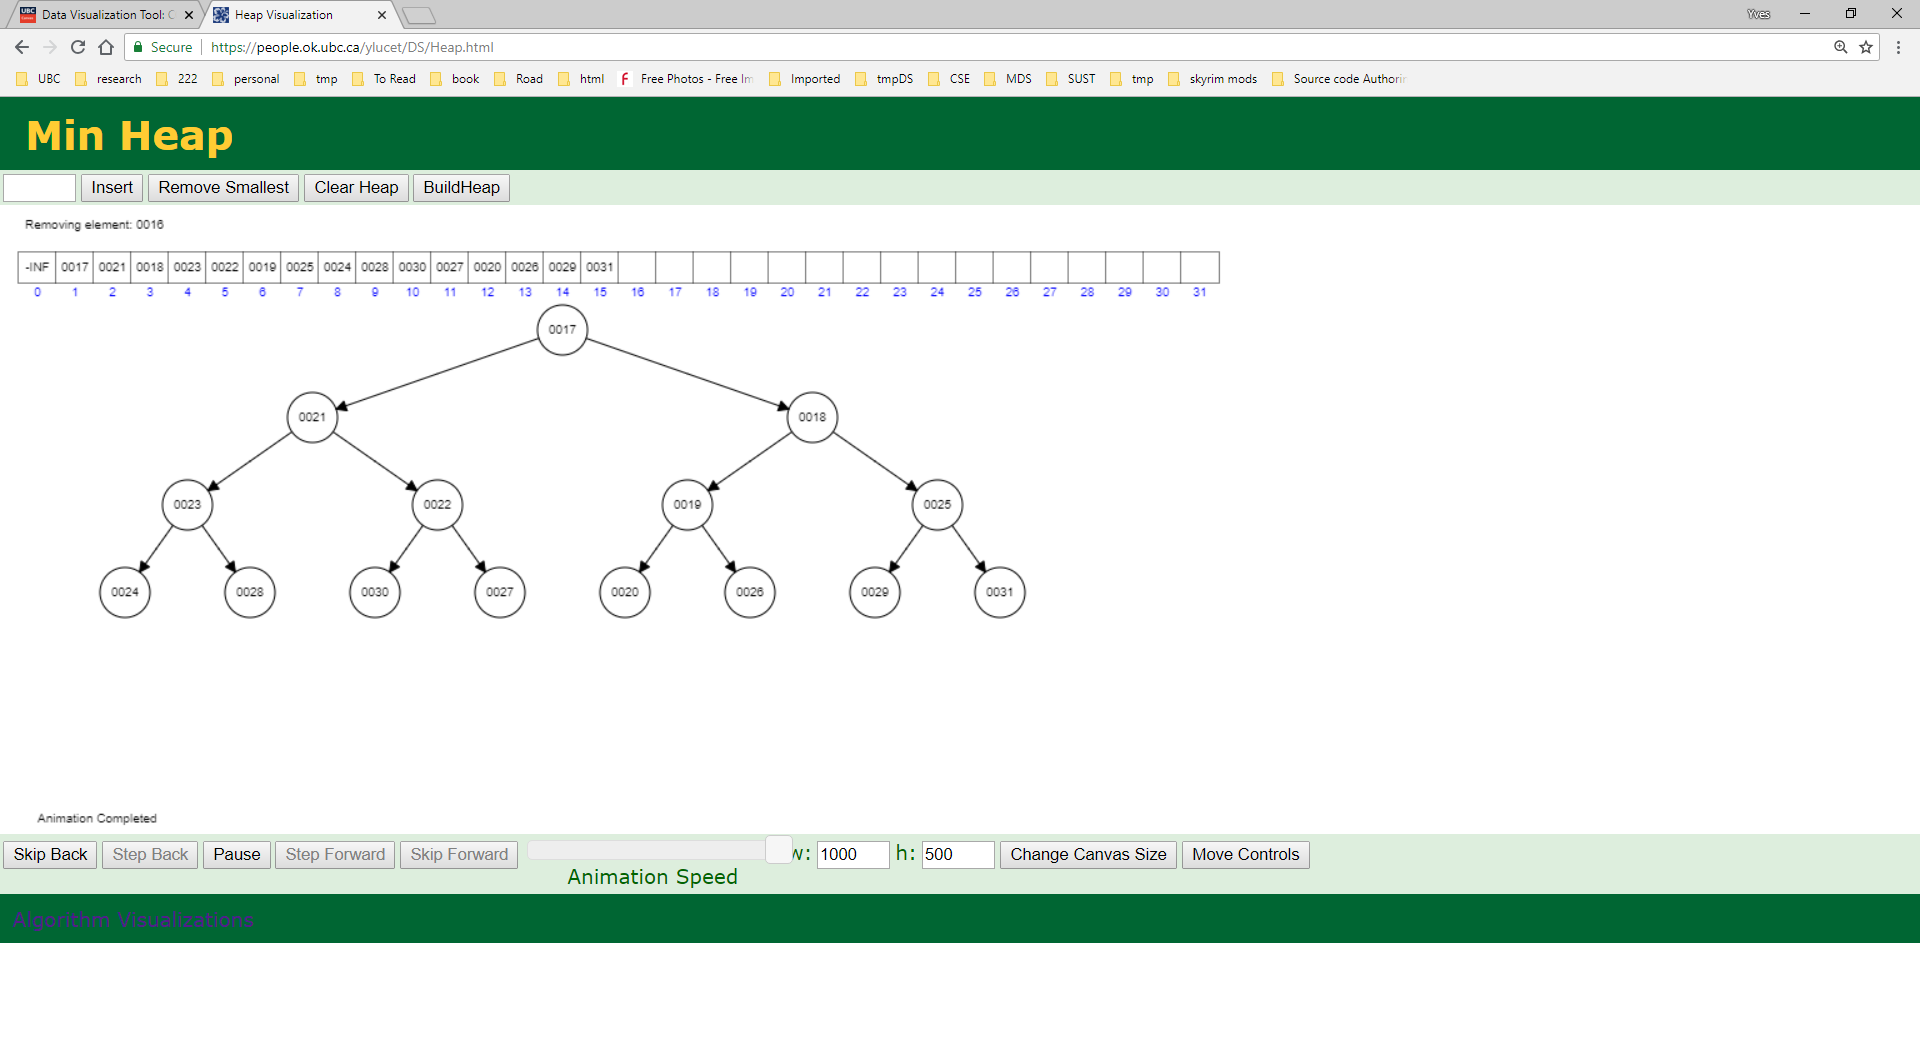 Data Visualization Tool: C
Heap Visualization
Yves
Secure https://people.ok.ubc.ca/ylucet/DS/Heap.html
UBC research 222 personal tmp To Read book Road html Free Photos - Free Im Imported tmpDS CSE MDS SUST tmp skyrim mods Source code Authorin
Min Heap
Insert Remove Smallest Clear Heap BuildHeap
Removing element: 0016
-INF 0017 0021 0018 0023 0022 0019 0025 0024 0028 0030 0027 0020 0026 0029 0031
0 1 2 3 4 5 6 7 8 9 10 11 12 13 14 15 16 17 18 19 20 21 22 23 24 25 26 27 28 29 30 31
0017
0021 0018
0023 0022 0019 0025
0024 0028 0030 0027 0020 0026 0029 0031
Animation Completed
Skip Back Step Back Pause Step Forward Skip Forward w: 1000 h: 500 Change Canvas Size Move Controls
Animation Speed
Algorithm Visualizations